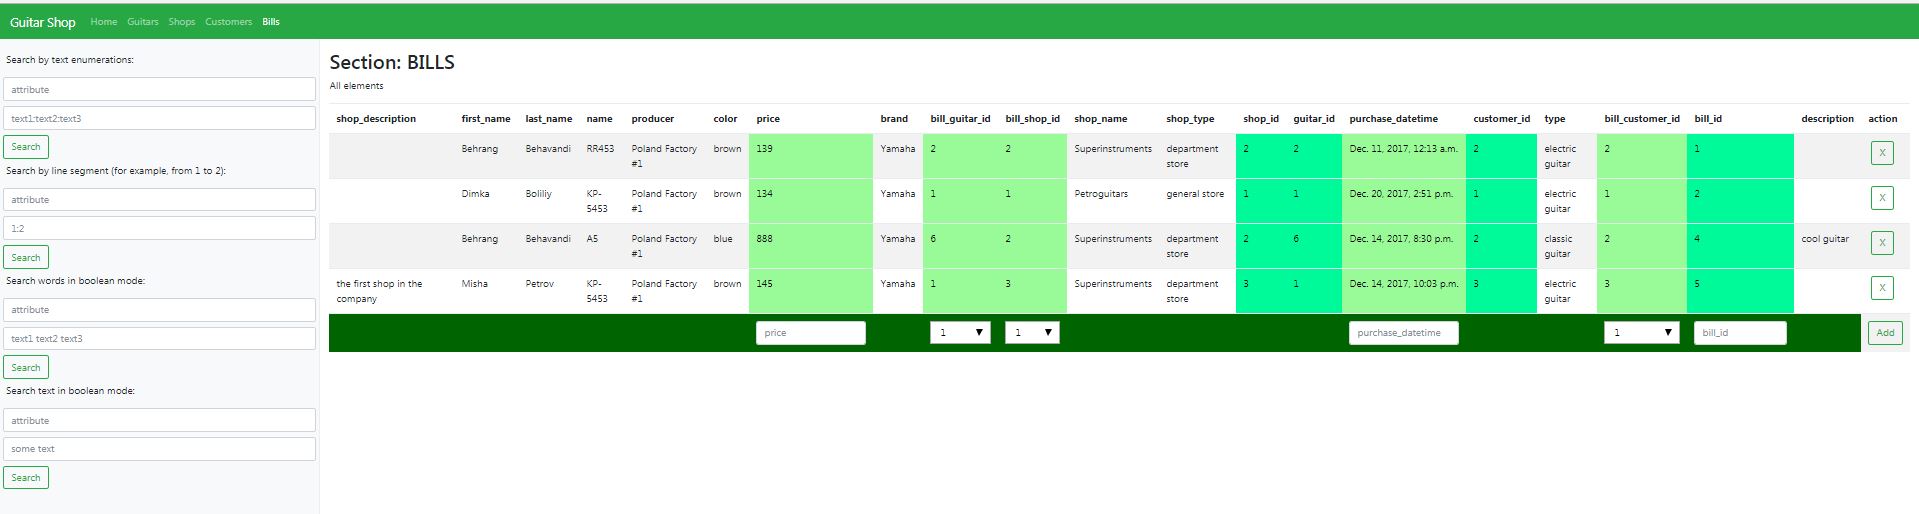 Guitar Shop Home Guitars Shops Customers Bills
Search by text enumerations:
attribute
text1:text2:text3
Search
Search by line segment (for example, from 1 to 2):
attribute
1:2
Search
Search words in boolean mode:
attribute
text1 text2 text3
Search
Search text in boolean mode:
attribute
some text
Search
Section: BILLS
All elements
shop_description first_name last_name name producer color price brand bill_guitar_id bill_shop_id shop_name shop_type shop_id guitar_id purchase_datetime customer_id type bill_customer_id bill_id description action
Behrang Behavandi RR453 Poland Factory brown 139 Yamaha 2 2 Superinstruments department 2 2 Dec. 11, 2017, 12:13 a.m. 2 electric 2 1 X
#1 store guitar
Dimka Boliliy KP- Poland Factory brown 134 Yamaha 1 1 Petroguitars general store 1 1 Dec. 20, 2017, 2:51 p.m. 1 electric 1 2 X
5453 #1 guitar
Behrang Behavandi A5 Poland Factory blue 888 Yamaha 6 2 Superinstruments department 2 6 Dec. 14, 2017, 8:30 p.m. 2 classic 2 4 cool guitar X
#1 store guitar
the first shop in the Misha Petrov KP- Poland Factory brown 145 Yamaha 1 3 Superinstruments department 3 1 Dec. 14, 2017, 10:03 p.m. 3 electric 3 5 X
company 5453 #1 store guitar
price 1 1 purchase_datetime 1 bill_id Add